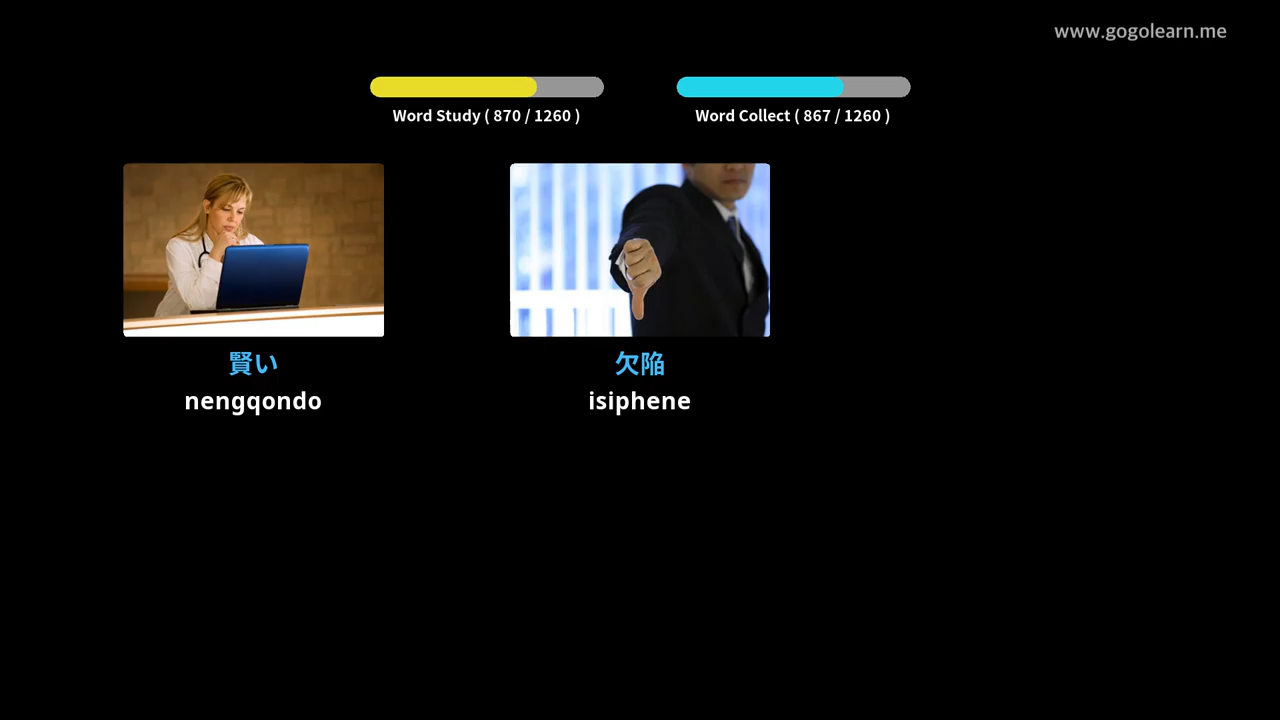 www.gogolearn.me
Word Study ( 870 / 1260 )
Word Collect ( 867 / 1260 )
賢い
nengqondo
欠陥
isiphene